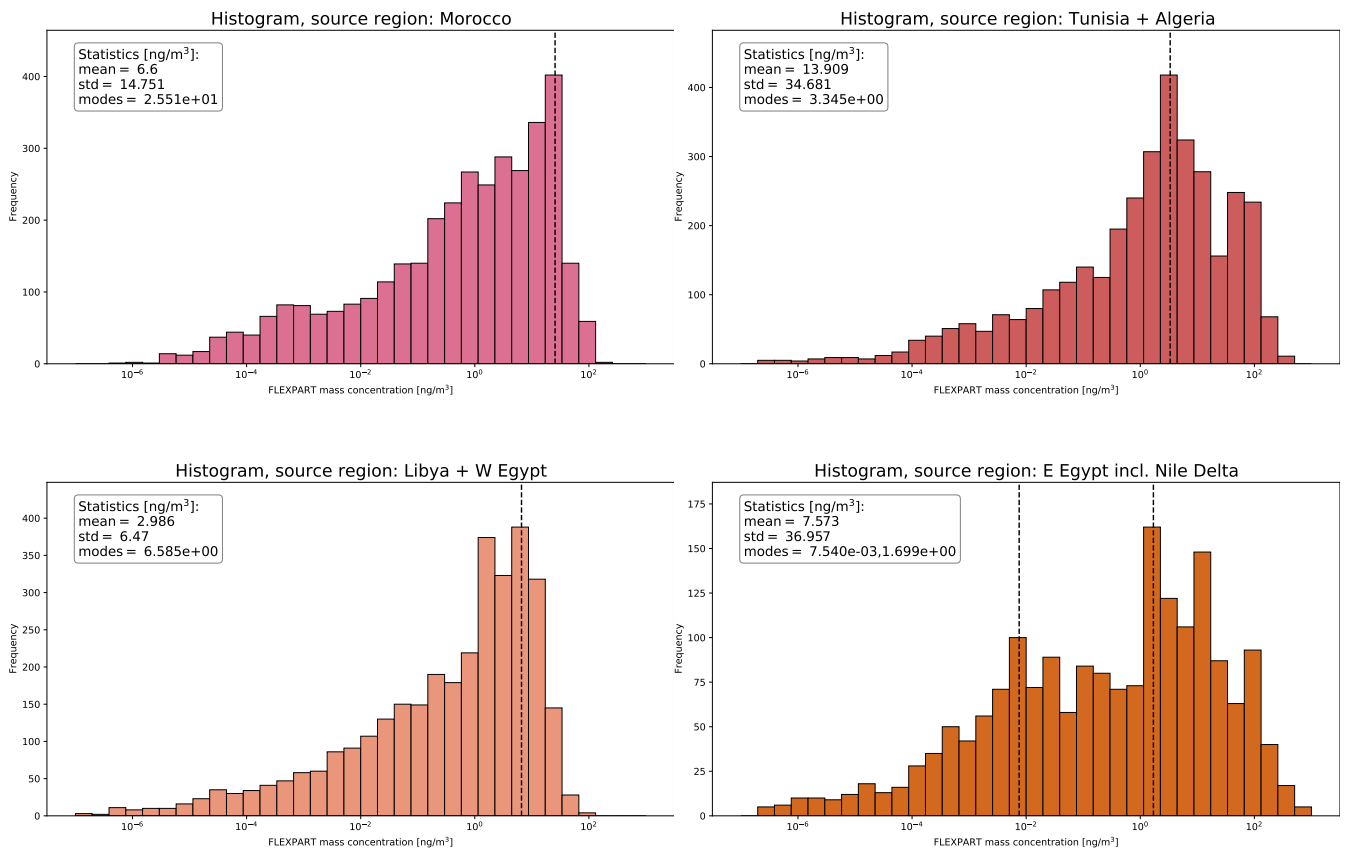 Histogram, source region: Morocco
Statistics [ng/m³]:
mean = 6.6
std = 14.751
modes = 2.551e+01
Frequency
400
300
200
100
0
10⁻⁶ 10⁻⁴ 10⁻² 10⁰ 10²
FLEXPART mass concentration [ng/m³]
Histogram, source region: Tunisia + Algeria
Statistics [ng/m³]:
mean = 13.909
std = 34.681
modes = 3.345e+00
Frequency
400
300
200
100
0
10⁻⁶ 10⁻⁴ 10⁻² 10⁰ 10²
FLEXPART mass concentration [ng/m³]
Histogram, source region: Libya + W Egypt
Statistics [ng/m³]:
mean = 2.986
std = 6.47
modes = 6.585e+00
Frequency
400
350
300
250
200
150
100
50
0
10⁻⁶ 10⁻⁴ 10⁻² 10⁰ 10²
FLEXPART mass concentration [ng/m³]
Histogram, source region: E Egypt incl. Nile Delta
Statistics [ng/m³]:
mean = 7.573
std = 36.957
modes = 7.540e-03,1.699e+00
Frequency
175
150
125
100
75
50
25
0
10⁻⁶ 10⁻⁴ 10⁻² 10⁰ 10²
FLEXPART mass concentration [ng/m³]